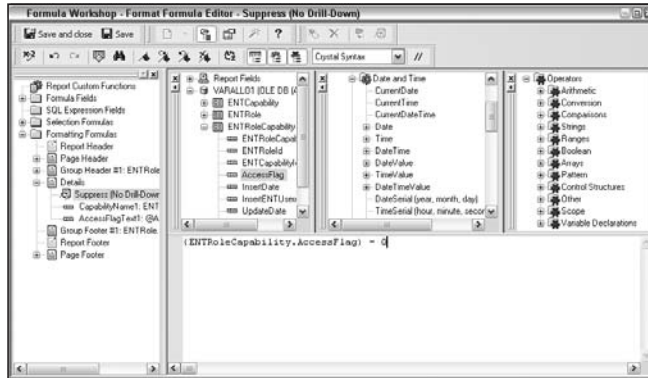 Formula Workshop - Format Formula Editor - Suppress (No Drill-Down)
Save and close Save
Crystal Syntax
Report Custom Functions
Formula Fields
SQL Expression Fields
Selection Formulas
Formatting Formulas
Report Header
Page Header
Group Header #1: ENTRole
Details
Suppress (No Drill-Down
CapabilityName1: ENT
AccessFlagText1: @A
Group Footer #1: ENTRole
Report Footer
Page Footer
Report Fields
VARALLO1 (OLE DB (A
ENTCapability
ENTRole
ENTRoleCapability
ENTRoleCapal
ENTRoleId
ENTCapabilityI
AccessFlag
InsertDate
InsertENTUser
UpdateDate
Date and Time
CurrentDate
CurrentTime
CurrentDateTime
Date
Time
DateTime
DateValue
TimeValue
DateTimeValue
DateSerial (year, month, day)
TimeSerial (hour, minute, secor
Operators
Arithmetic
Conversion
Comparisons
Strings
Ranges
Boolean
Arrays
Pattern
Control Structures
Other
Scope
Variable Declarations
{ENTRoleCapability.AccessFlag} = 0